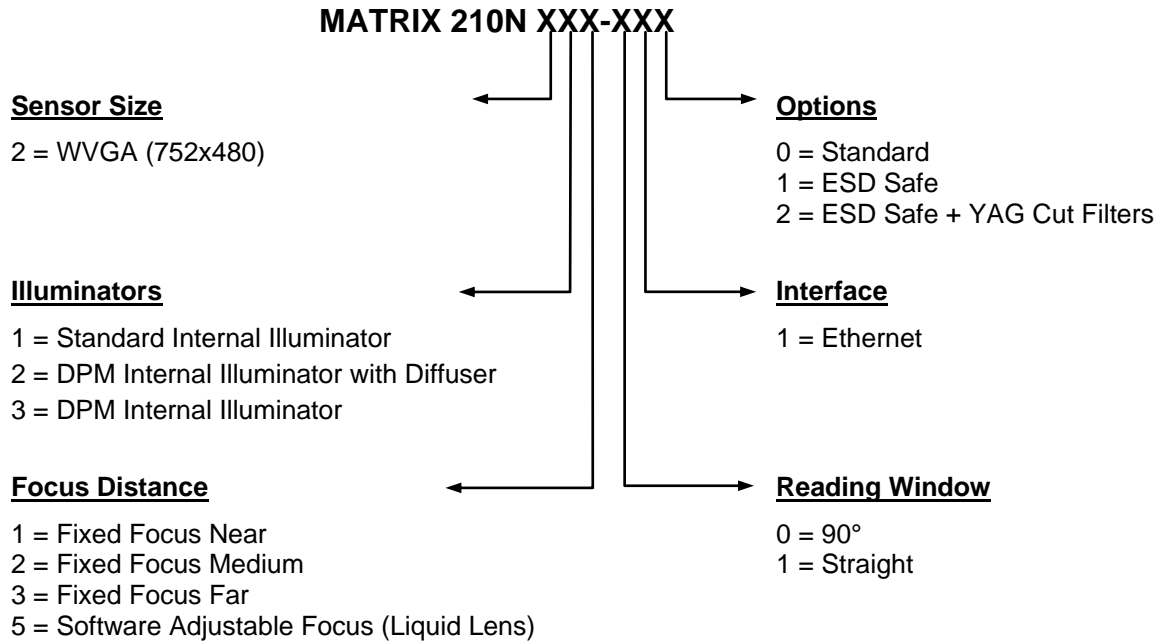 MATRIX 210N XXX-XXX
Sensor Size
2 = WVGA (752x480)
Options
0 = Standard
1 = ESD Safe
2 = ESD Safe + YAG Cut Filters
Illuminators
1 = Standard Internal Illuminator
2 = DPM Internal Illuminator with Diffuser
3 = DPM Internal Illuminator
Interface
1 = Ethernet
Focus Distance
1 = Fixed Focus Near
2 = Fixed Focus Medium
3 = Fixed Focus Far
5 = Software Adjustable Focus (Liquid Lens)
Reading Window
0 = 90°
1 = Straight